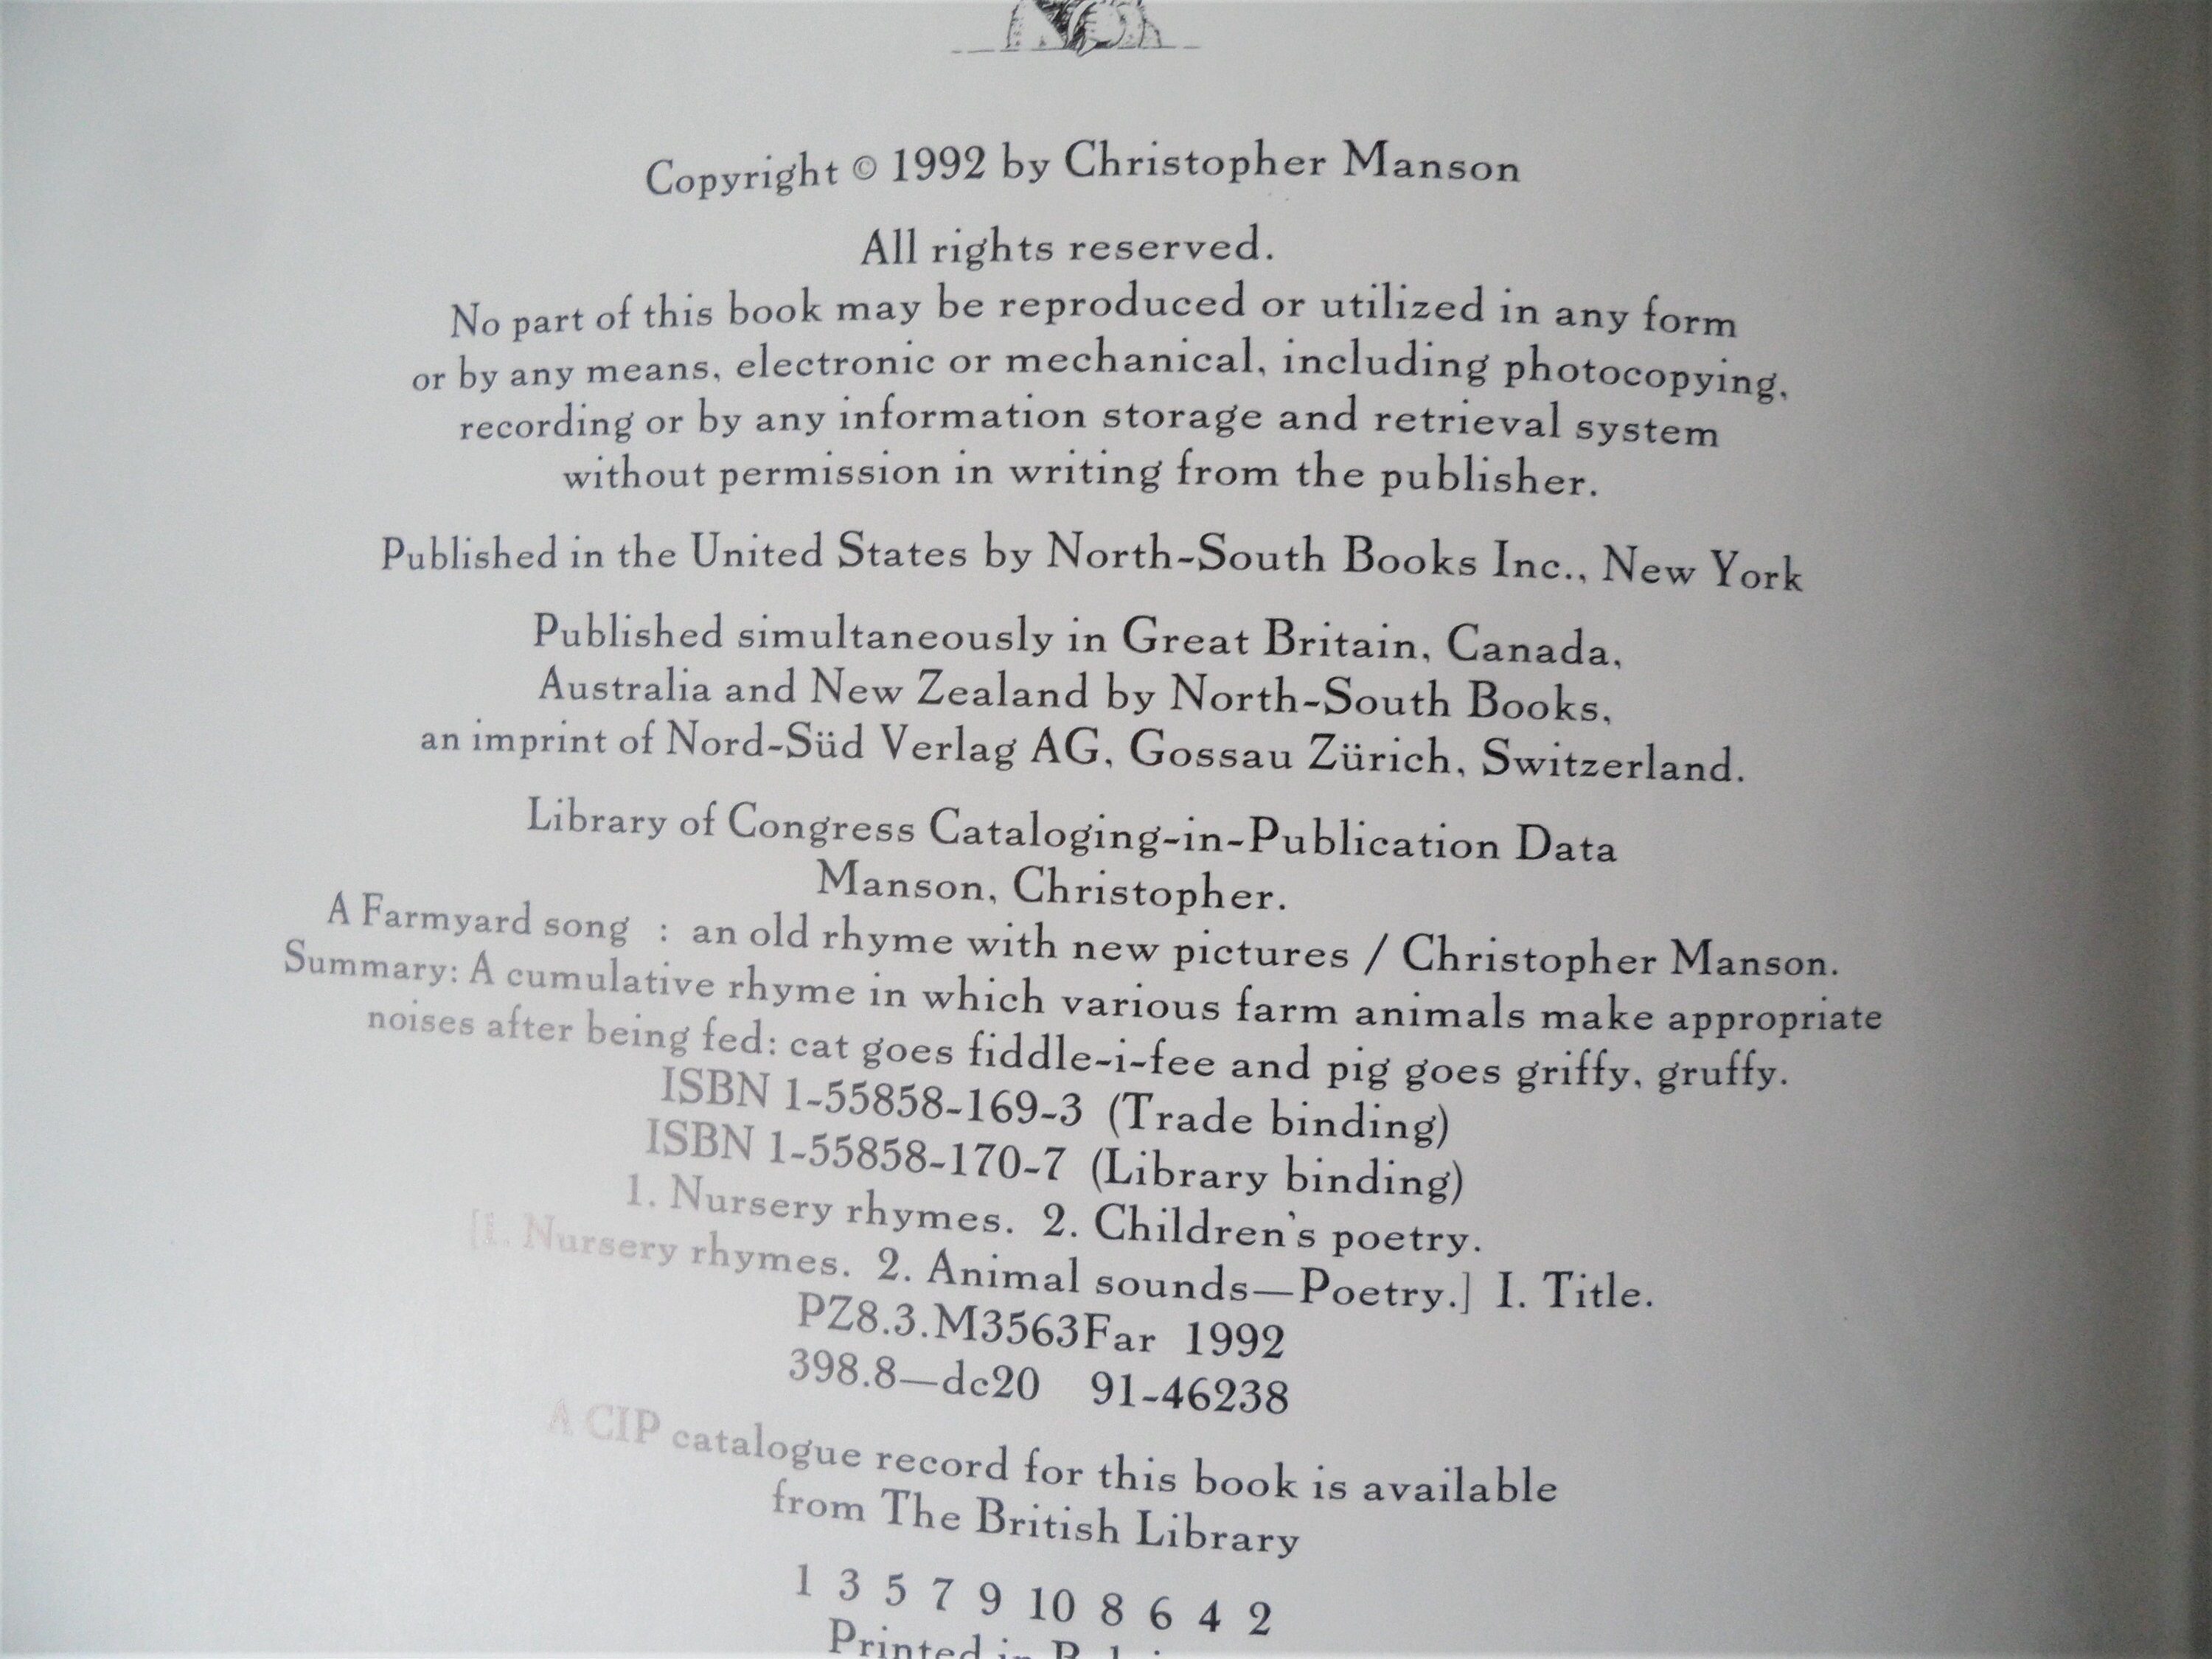 Copyright © 1992 by Christopher Manson
All rights reserved.
No part of this book may be reproduced or utilized in any form
or by any means, electronic or mechanical, including photocopying,
recording or by any information storage and retrieval system
without permission in writing from the publisher.
Published in the United States by North-South Books Inc., New York
Published simultaneously in Great Britain, Canada,
Australia and New Zealand by North-South Books,
an imprint of Nord-Süd Verlag AG, Gossau Zürich, Switzerland.
Library of Congress Cataloging-in-Publication Data
Manson, Christopher.
A Farmyard song : an old rhyme with new pictures / Christopher Manson.
Summary: A cumulative rhyme in which various farm animals make appropriate
noises after being fed: cat goes fiddle-i-fee and pig goes griffy, gruffy.
ISBN 1-55858-169-3 (Trade binding)
ISBN 1-55858-170-7 (Library binding)
1. Nursery rhymes. 2. Children's poetry.
[1. Nursery rhymes. 2. Animal sounds—Poetry.] I. Title.
PZ8.3.M3563Far 1992
398.8—dc20 91-46238
A CIP catalogue record for this book is available
from The British Library
1 3 5 7 9 10 8 6 4 2
Printed in